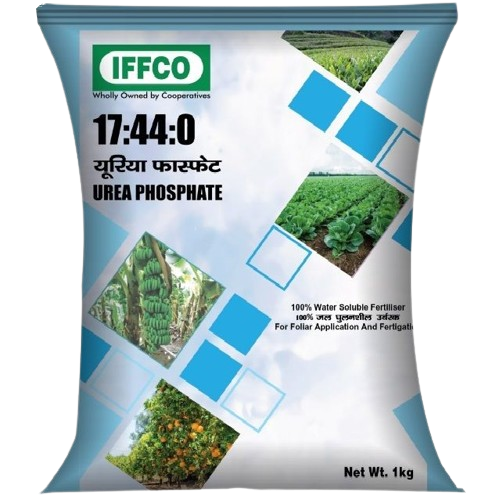 IFFCO
Wholly Owned by Cooperatives
17:44:0
यूरिया फास्फेट
UREA PHOSPHATE
100% Water Soluble Fertiliser
100% जल घुलनशील उर्वरक
For Foliar Application And Fertigati
Net Wt. 1kg